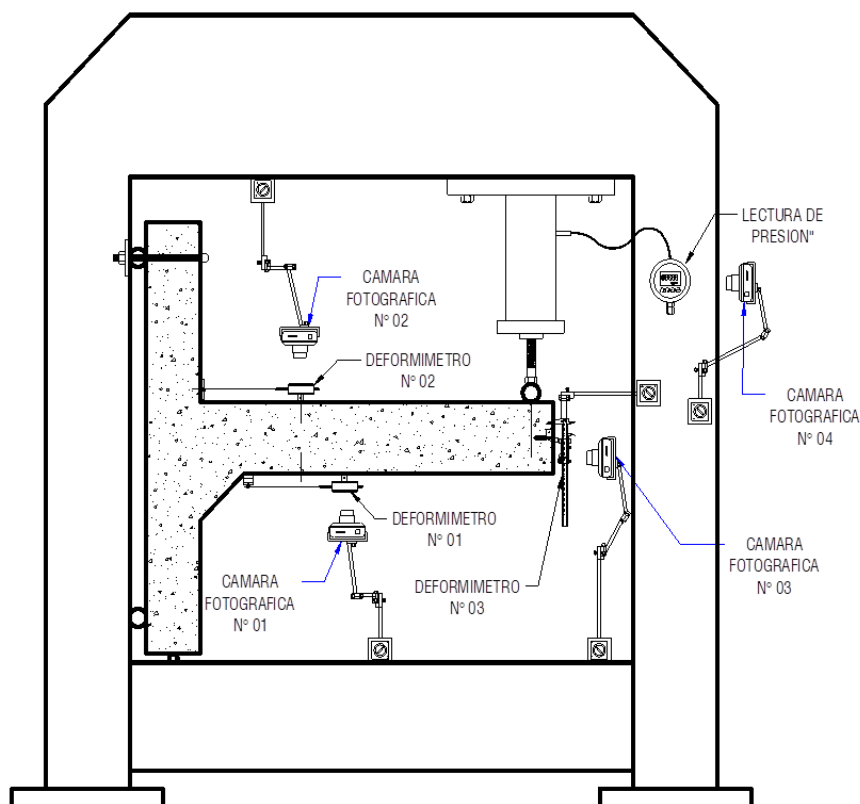 LECTURA DE
PRESION"
CAMARA
FOTOGRAFICA
N° 02
DEFORMIMETRO
N° 02
CAMARA
FOTOGRAFICA
N° 04
DEFORMIMETRO
N° 01
CAMARA
FOTOGRAFICA
N° 01
DEFORMIMETRO
N° 03
CAMARA
FOTOGRAFICA
N° 03